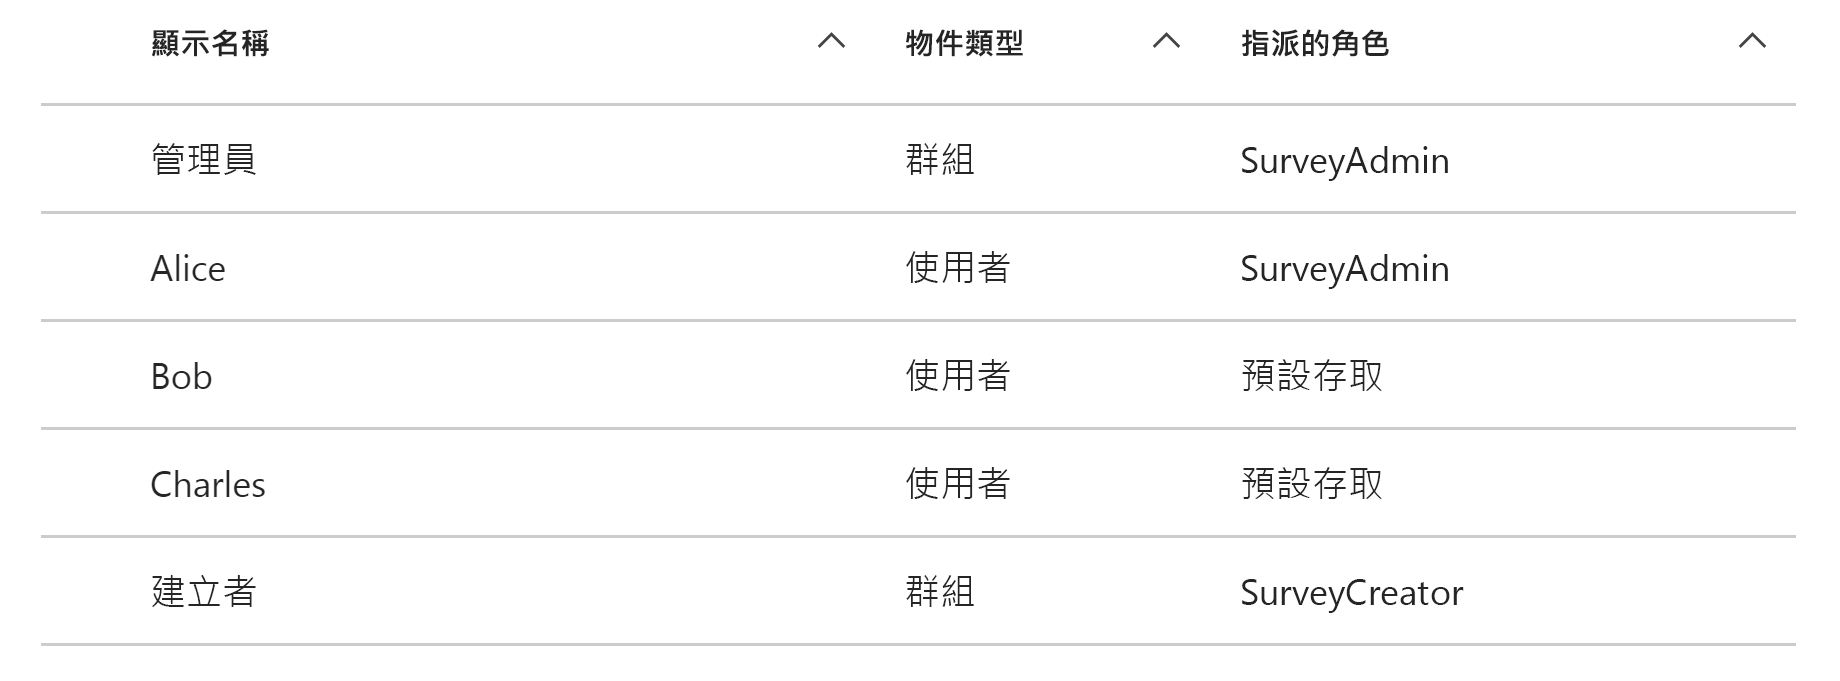 顯示名稱 物件類型 指派的角色
管理員 群組 SurveyAdmin
Alice 使用者 SurveyAdmin
Bob 使用者 預設存取
Charles 使用者 預設存取
建立者 群組 SurveyCreator